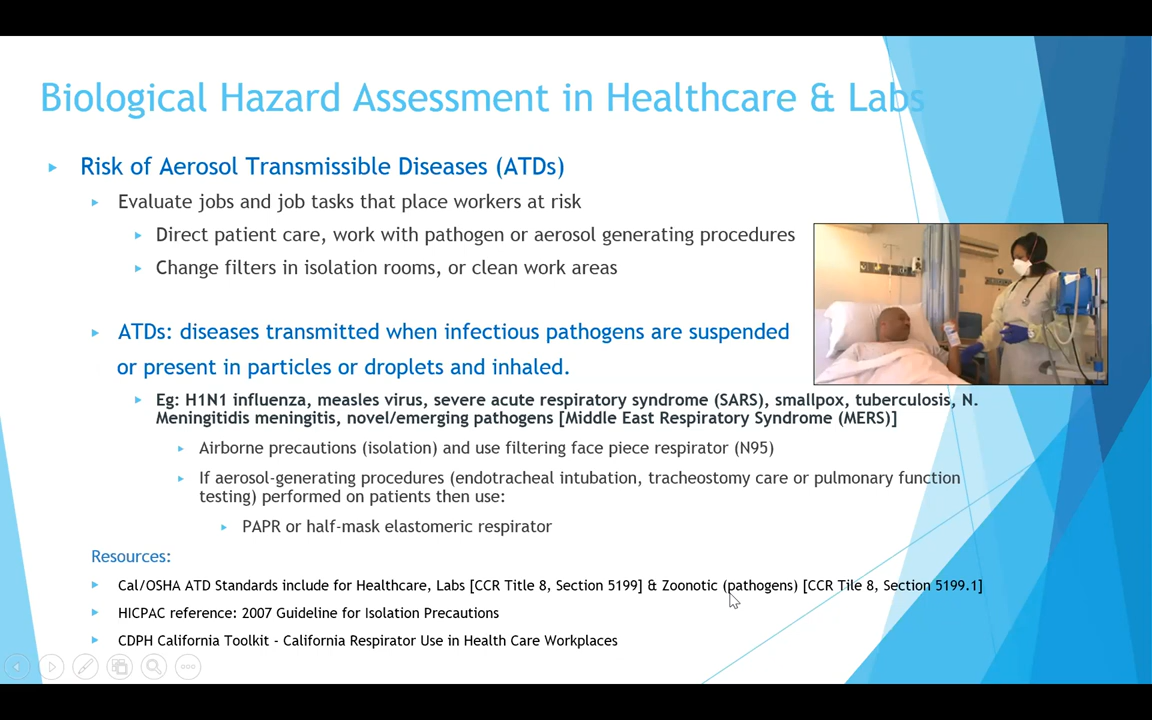 Biological Hazard Assessment in Healthcare & Labs
Risk of Aerosol Transmissible Diseases (ATDs)
Evaluate jobs and job tasks that place workers at risk
Direct patient care, work with pathogen or aerosol generating procedures
Change filters in isolation rooms, or clean work areas
ATDs: diseases transmitted when infectious pathogens are suspended
or present in particles or droplets and inhaled.
Eg: H1N1 influenza, measles virus, severe acute respiratory syndrome (SARS), smallpox, tuberculosis, N.
Meningitidis meningitis, novel/emerging pathogens [Middle East Respiratory Syndrome (MERS)]
Airborne precautions (isolation) and use filtering face piece respirator (N95)
If aerosol-generating procedures (endotracheal intubation, tracheostomy care or pulmonary function
testing) performed on patients then use:
PAPR or half-mask elastomeric respirator
Resources:
Cal/OSHA ATD Standards include for Healthcare, Labs [CCR Title 8, Section 5199] & Zoonotic (pathogens) [CCR Tile 8, Section 5199.1]
HICPAC reference: 2007 Guideline for Isolation Precautions
CDPH California Toolkit - California Respirator Use in Health Care Workplaces